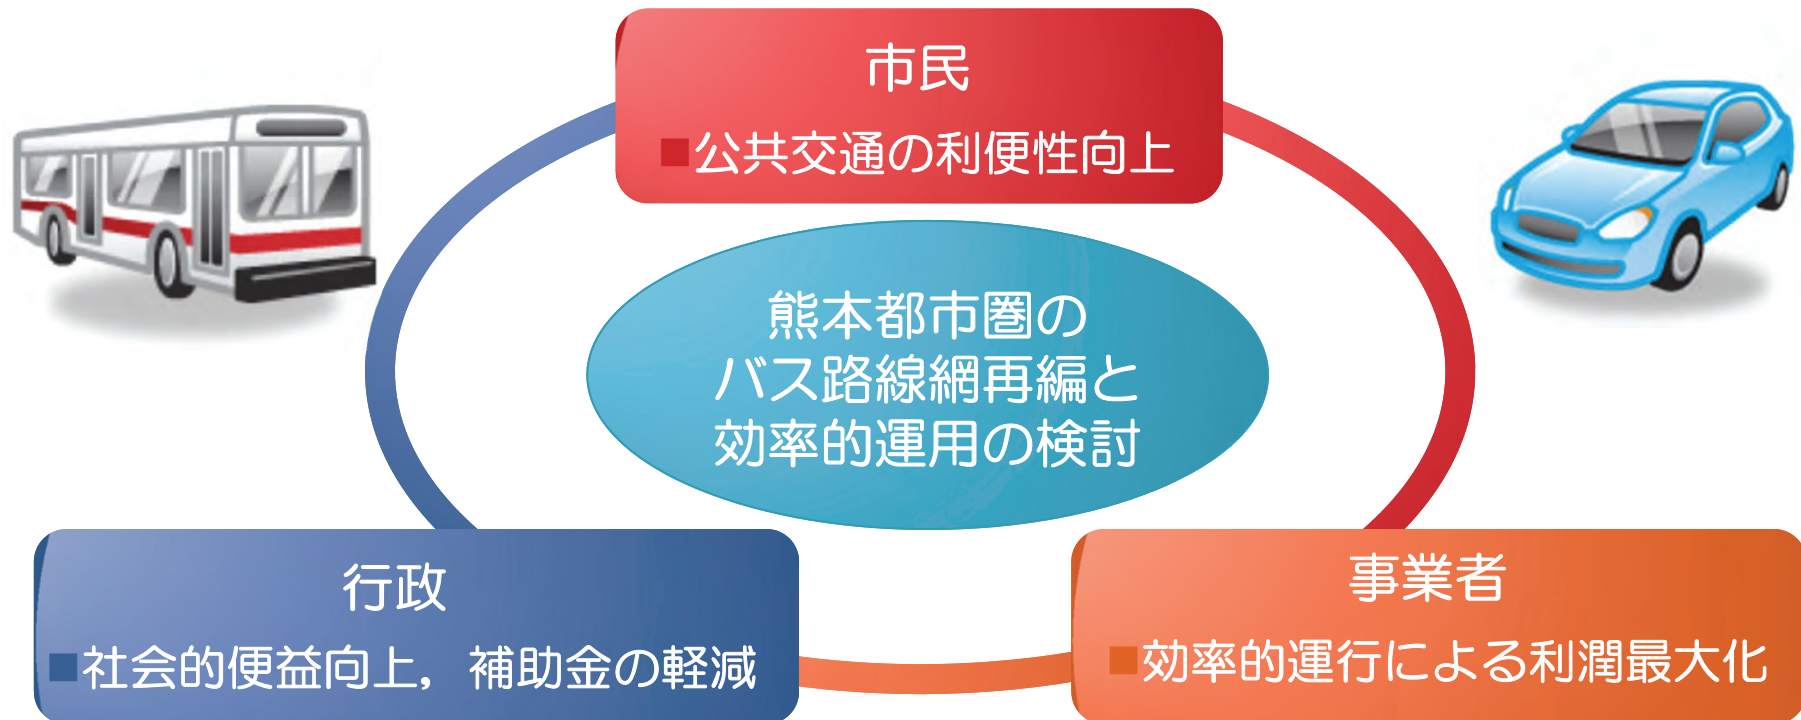 市民
■公共交通の利便性向上
熊本都市圏の
バス路線網再編と
効率的運用の検討
行政
■社会的便益向上，補助金の軽減
事業者
■効率的運行による利潤最大化